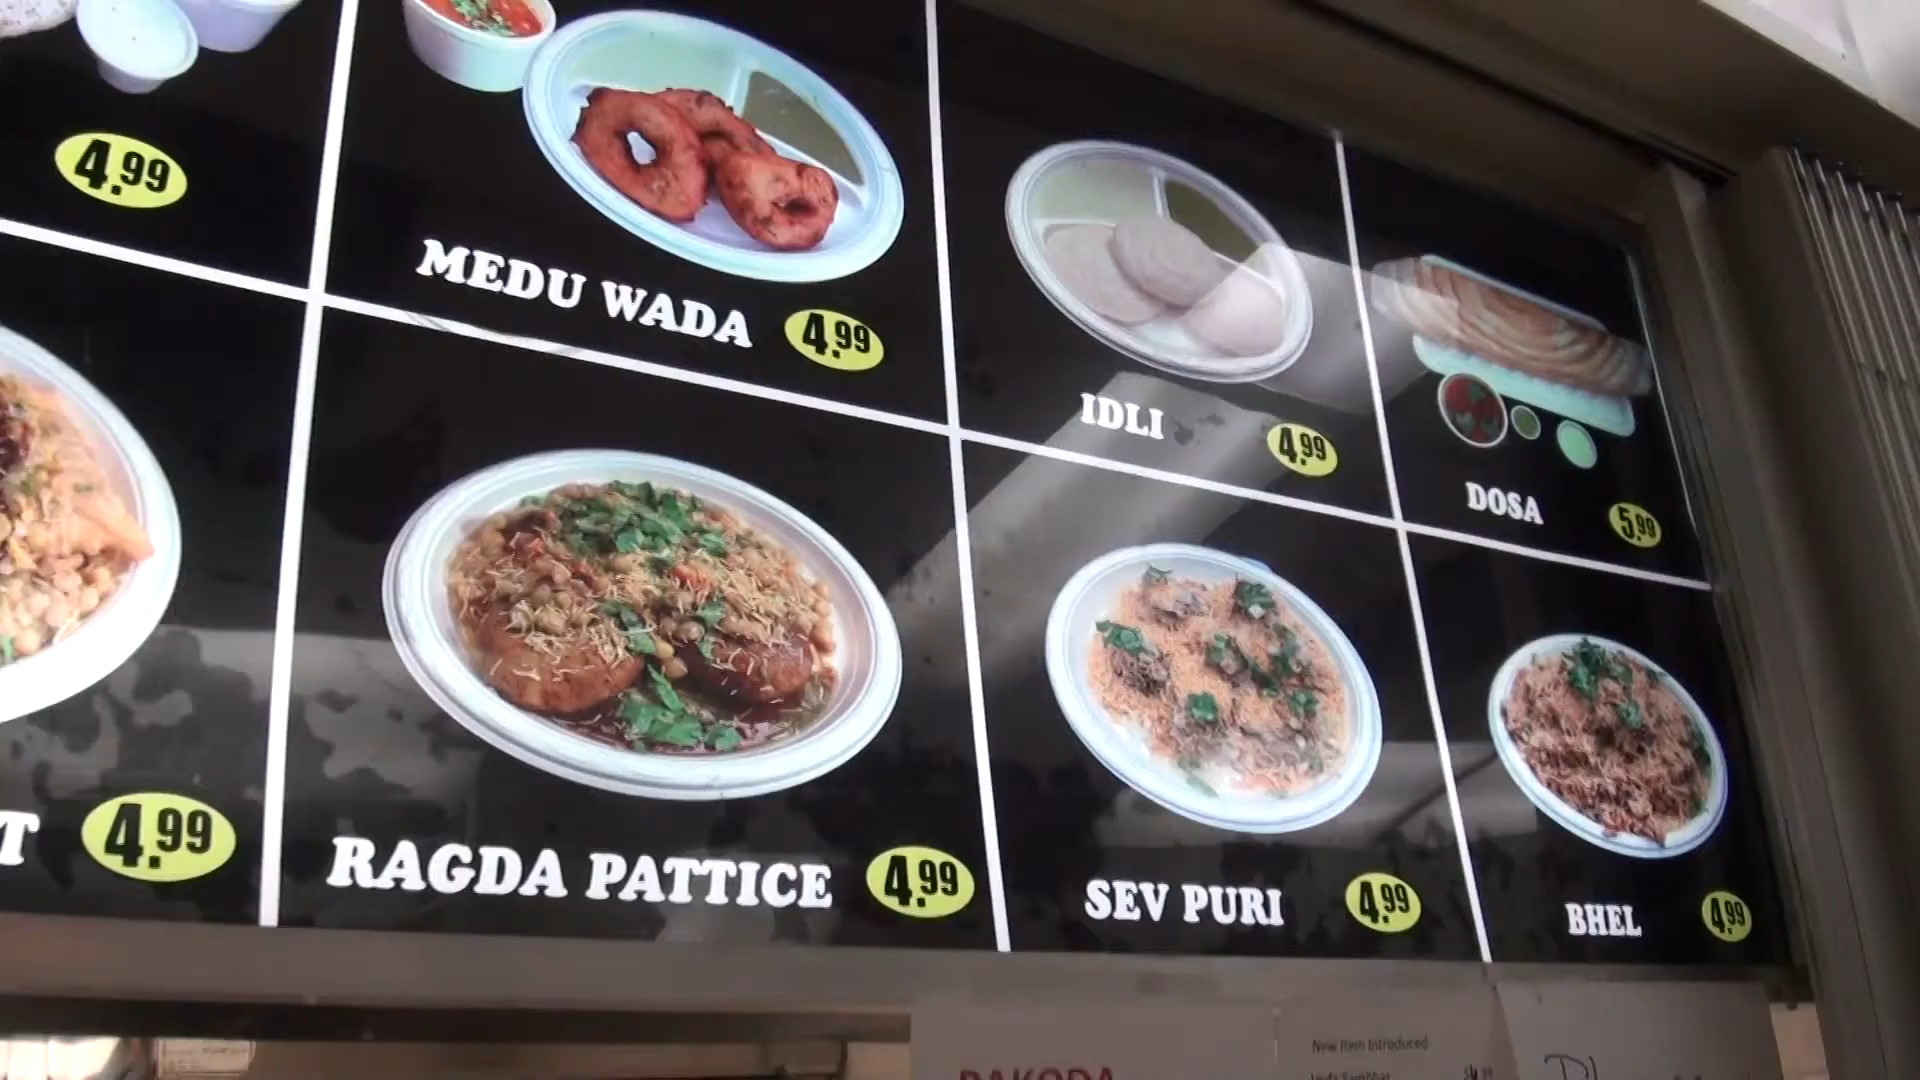 4.99
MEDU WADA 4.99
IDLI 4.99
DOSA 5.99
T 4.99
RAGDA PATTICE 4.99
SEV PURI 4.99
BHEL 4.99
PAKODA
New Item Introduced